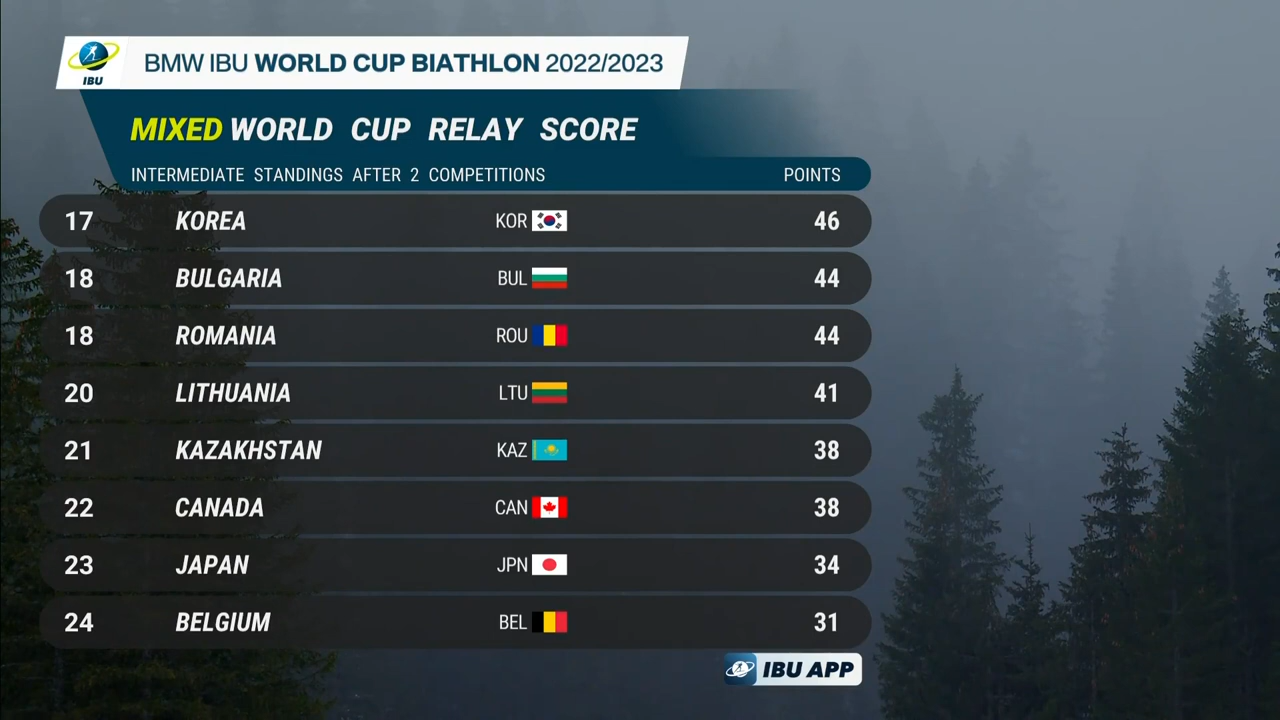 IBU
BMW IBU WORLD CUP BIATHLON 2022/2023
MIXED WORLD CUP RELAY SCORE
INTERMEDIATE STANDINGS AFTER 2 COMPETITIONS POINTS
17 KOREA KOR 46
18 BULGARIA BUL 44
18 ROMANIA ROU 44
20 LITHUANIA LTU 41
21 KAZAKHSTAN KAZ 38
22 CANADA CAN 38
23 JAPAN JPN 34
24 BELGIUM BEL 31
IBU APP